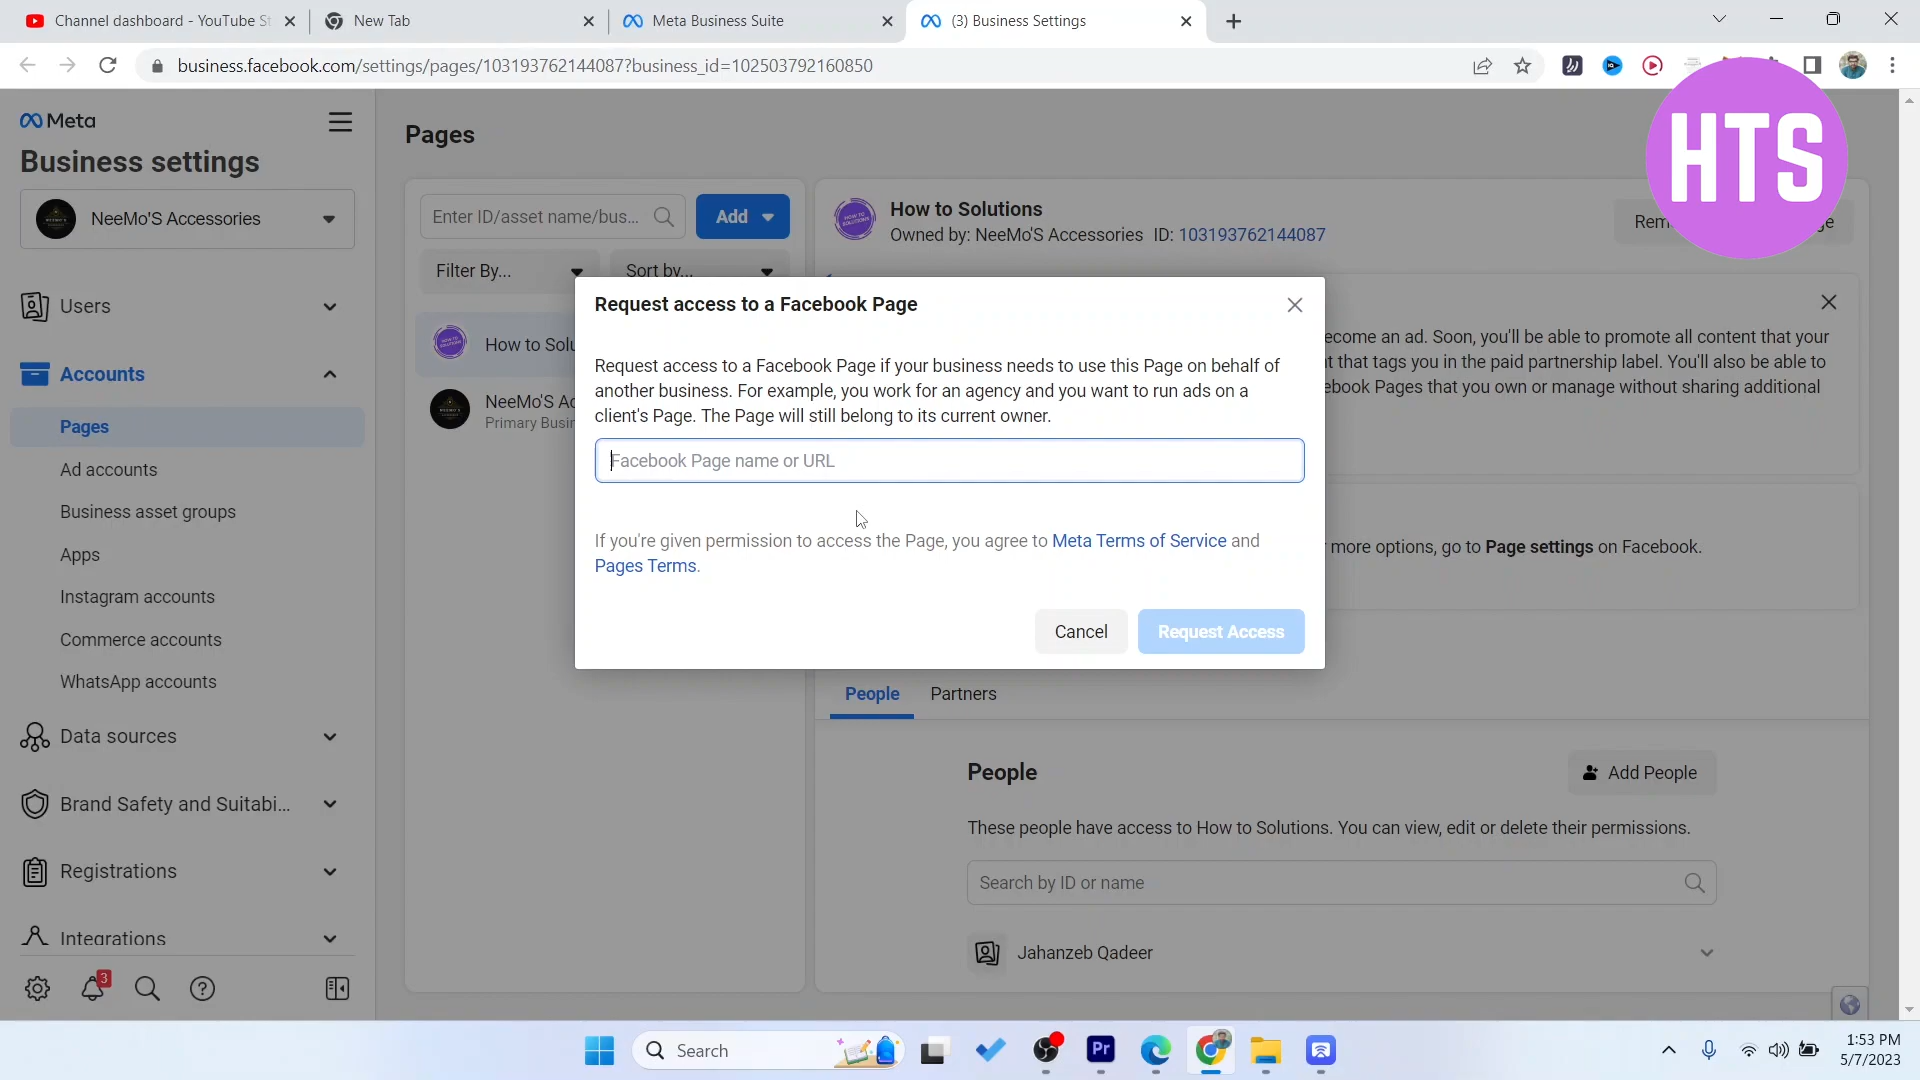 Channel dashboard - YouTube St
New Tab
Meta Business Suite
(3) Business Settings
business.facebook.com/settings/pages/103193762144087?business_id=102503792160850
Meta
Business settings
NeeMo'S Accessories
Users
Accounts
Pages
Ad accounts
Business asset groups
Apps
Instagram accounts
Commerce accounts
WhatsApp accounts
Data sources
Brand Safety and Suitabi...
Registrations
Integrations
3
Pages
Enter ID/asset name/bus...
Add
Filter By...
Sort by...
How to Solu
NeeMo'S Ac
Primary Busin
How to Solutions
Owned by: NeeMo'S Accessories ID: 103193762144087
Rem
HTS
ecome an ad. Soon, you'll be able to promote all content that your
t that tags you in the paid partnership label. You'll also be able to
ebook Pages that you own or manage without sharing additional
more options, go to Page settings on Facebook.
Request access to a Facebook Page
Request access to a Facebook Page if your business needs to use this Page on behalf of
another business. For example, you work for an agency and you want to run ads on a
client's Page. The Page will still belong to its current owner.
Facebook Page name or URL
If you're given permission to access the Page, you agree to Meta Terms of Service and
Pages Terms.
Cancel
Request Access
People
Partners
People
Add People
These people have access to How to Solutions. You can view, edit or delete their permissions.
Search by ID or name
Jahanzeb Qadeer
Search
Pr
1:53 PM
5/7/2023